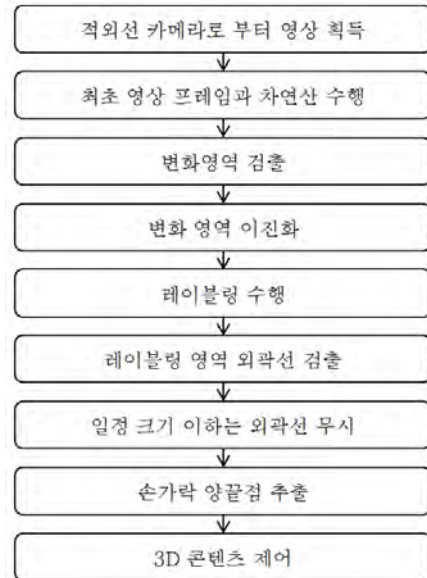 적외선 카메라로 부터 영상 획득
최초 영상 프레임과 차연산 수행
변화영역 검출
변화 영역 이진화
레이블링 수행
레이블링 영역 외곽선 검출
일정 크기 이하는 외곽선 무시
손가락 양끝점 추출
3D 콘텐츠 제어